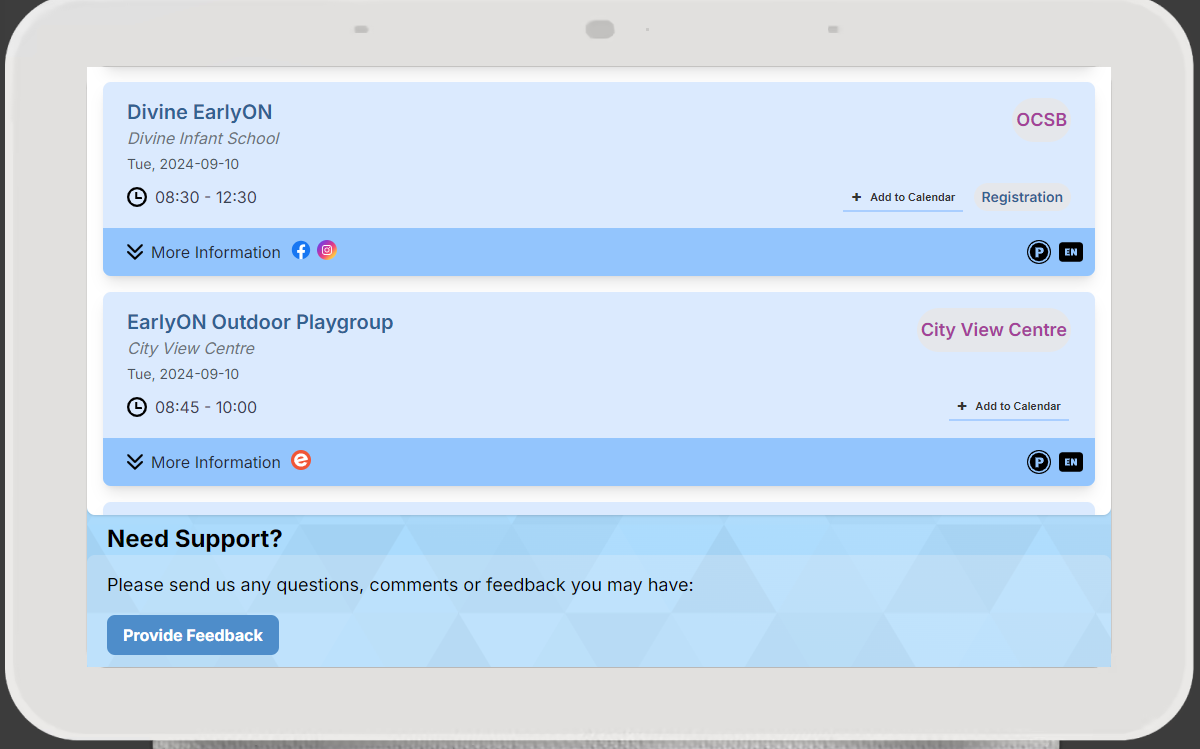 Divine EarlyON
OCSB
Divine Infant School
Tue, 2024-09-10
08:30 - 12:30
+ Add to Calendar
Registration
More Information
P
EN
EarlyON Outdoor Playgroup
City View Centre
City View Centre
Tue, 2024-09-10
08:45 - 10:00
+ Add to Calendar
More Information
P
EN
Need Support?
Please send us any questions, comments or feedback you may have:
Provide Feedback